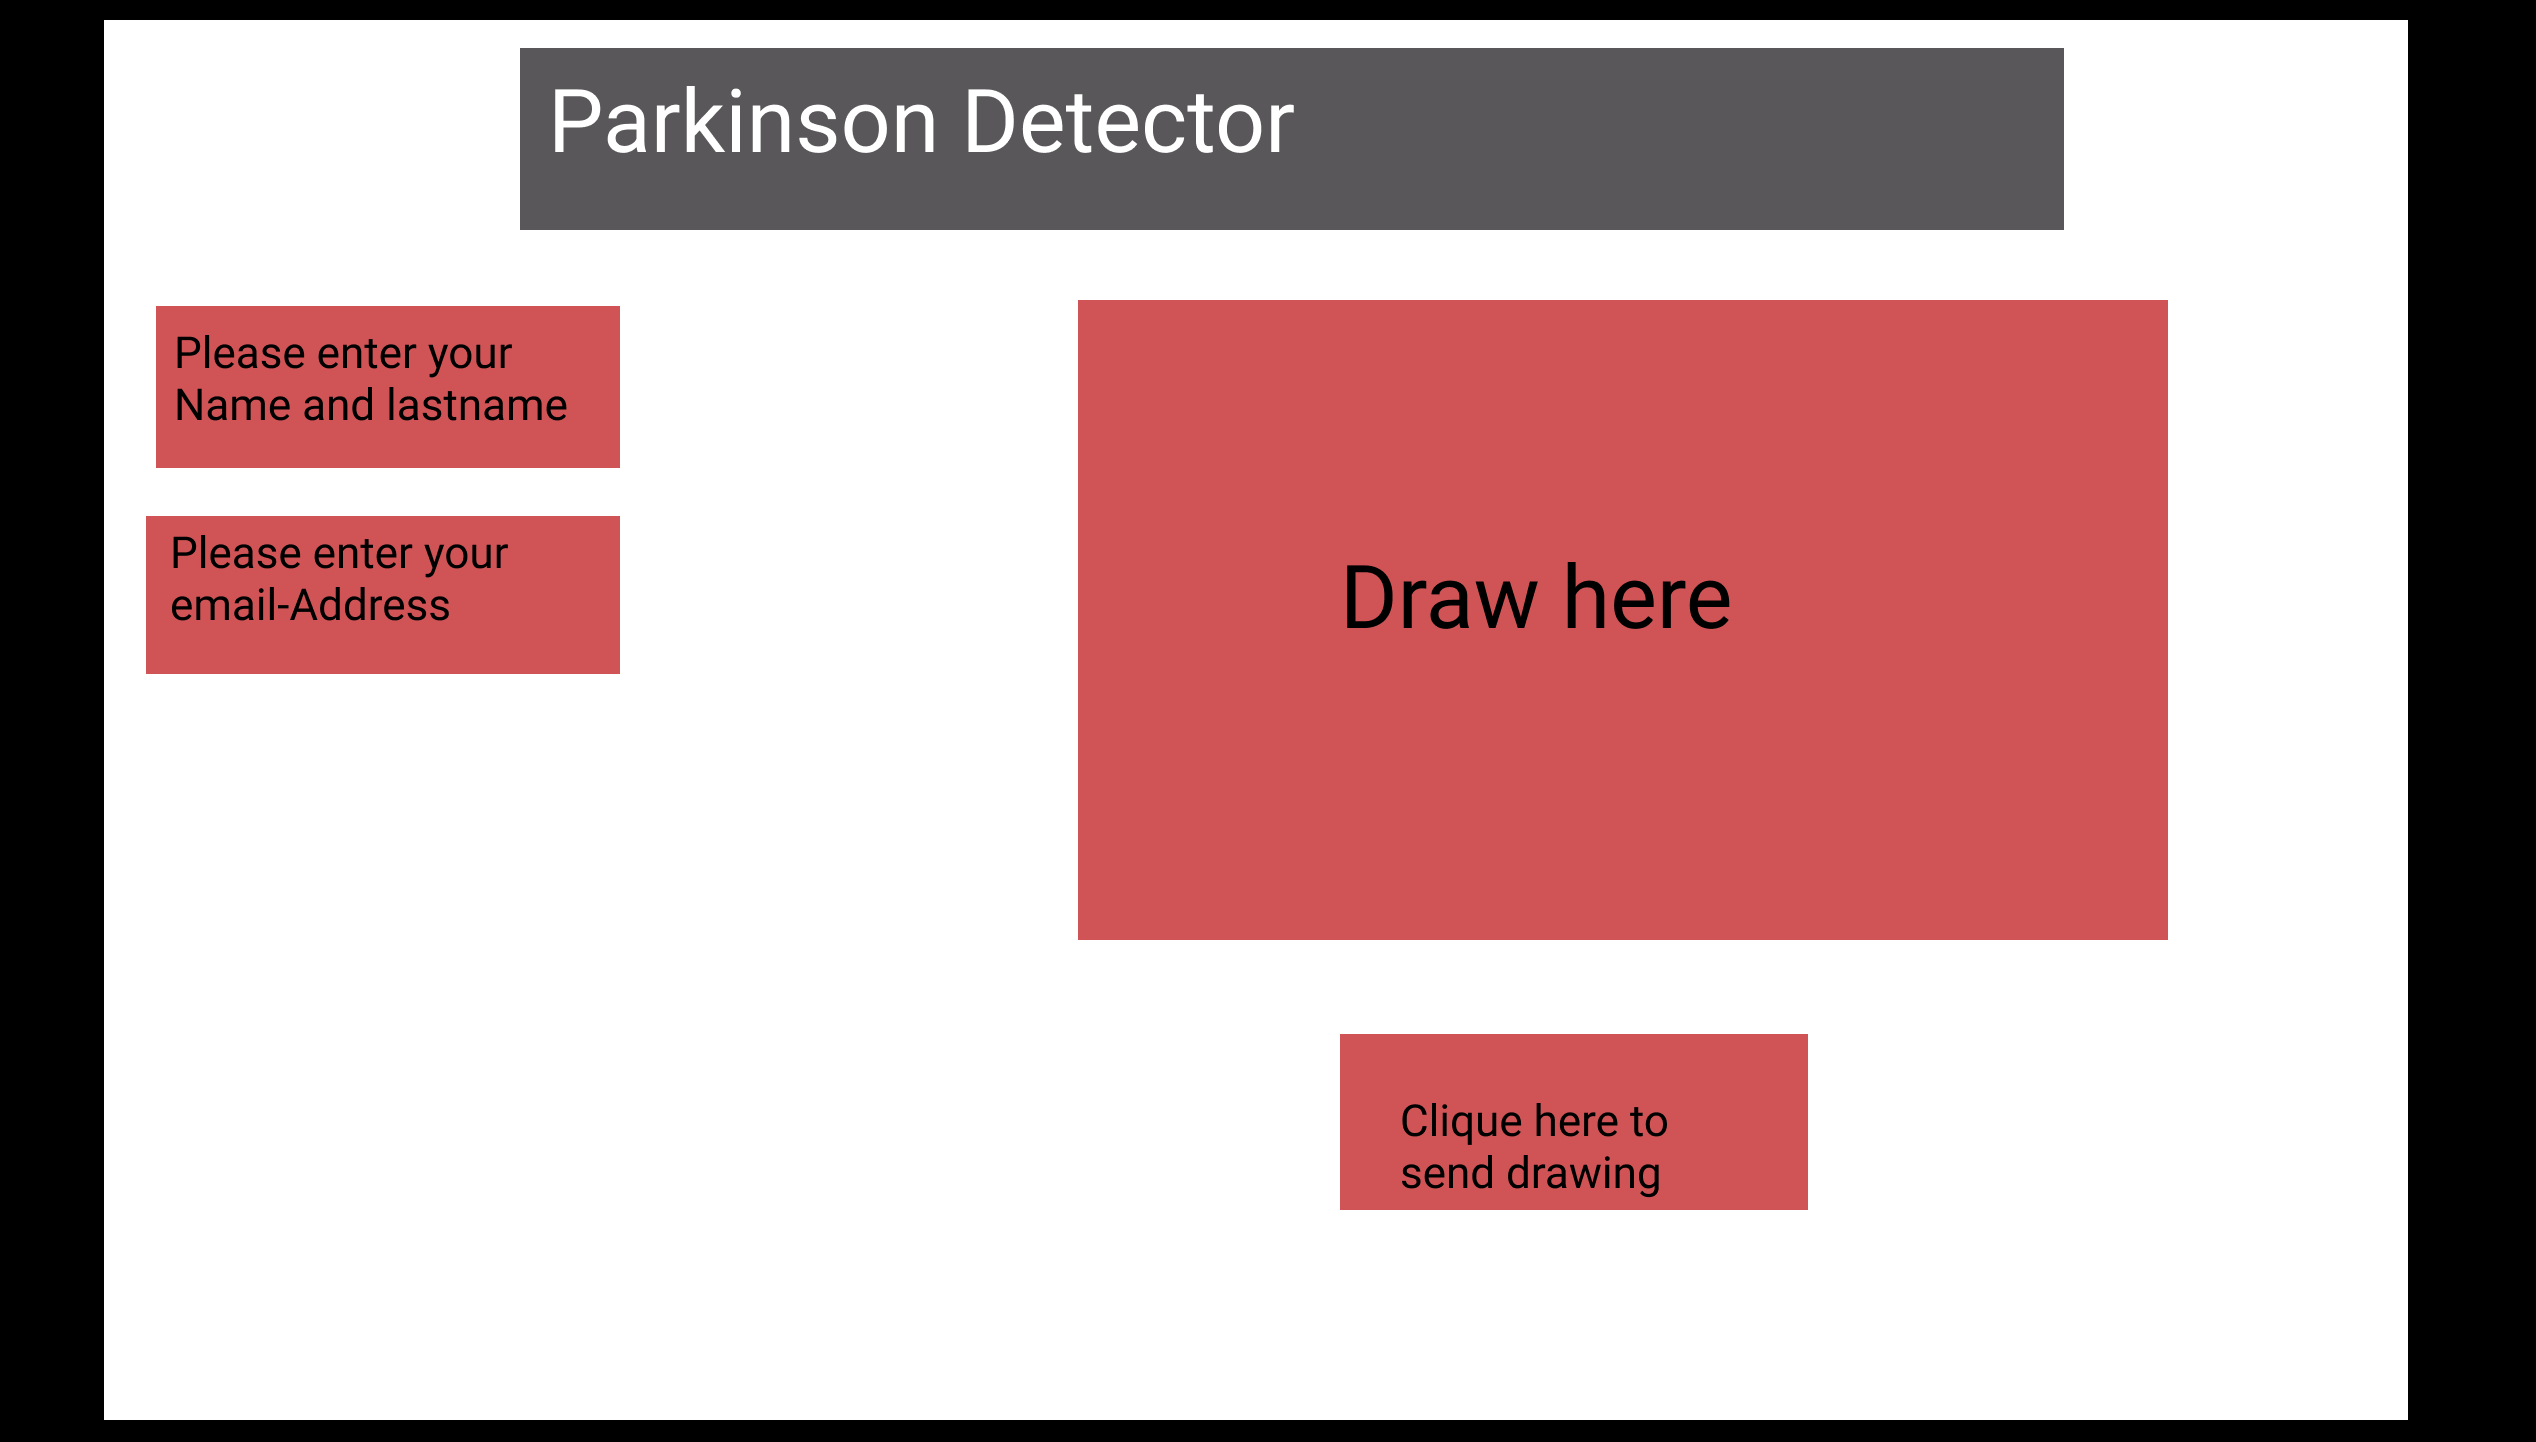 Parkinson Detector
Please enter your
Name and lastname
Please enter your
email-Address
Draw here
Clique here to
send drawing